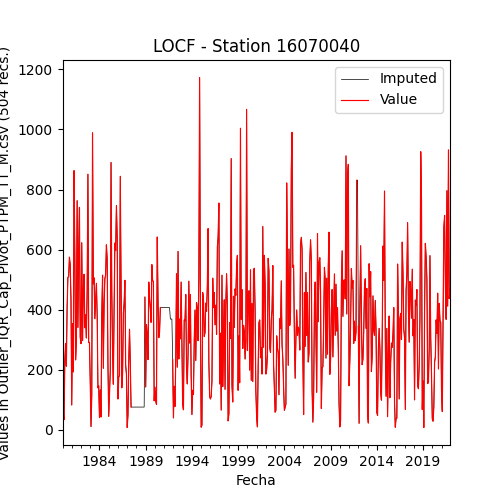 LOCF - Station 16070040
Imputed
Value
1200
1000
800
600
400
200
0
Values in Outlier_IQR_Cap_Pivot_PTPM_TT_M.csv (504 recs.)
1984 1989 1994 1999 2004 2009 2014 2019
Fecha